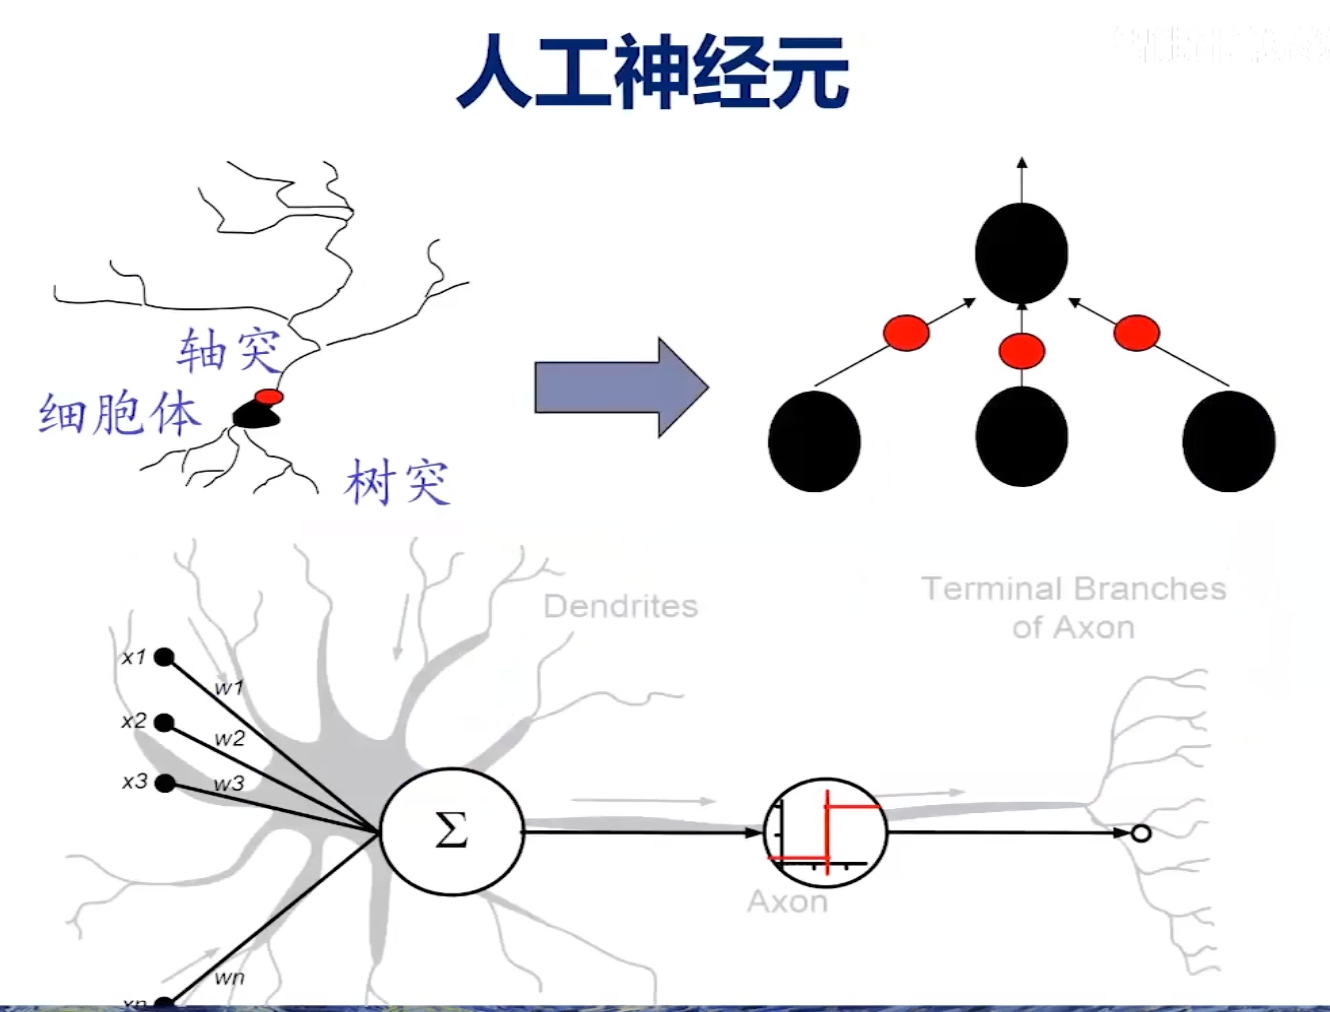 人工神经元
轴突
细胞体
树突
Dendrites
Terminal Branches
of Axon
x1
w1
x2
w2
x3
w3
Σ
Axon
wn
xn